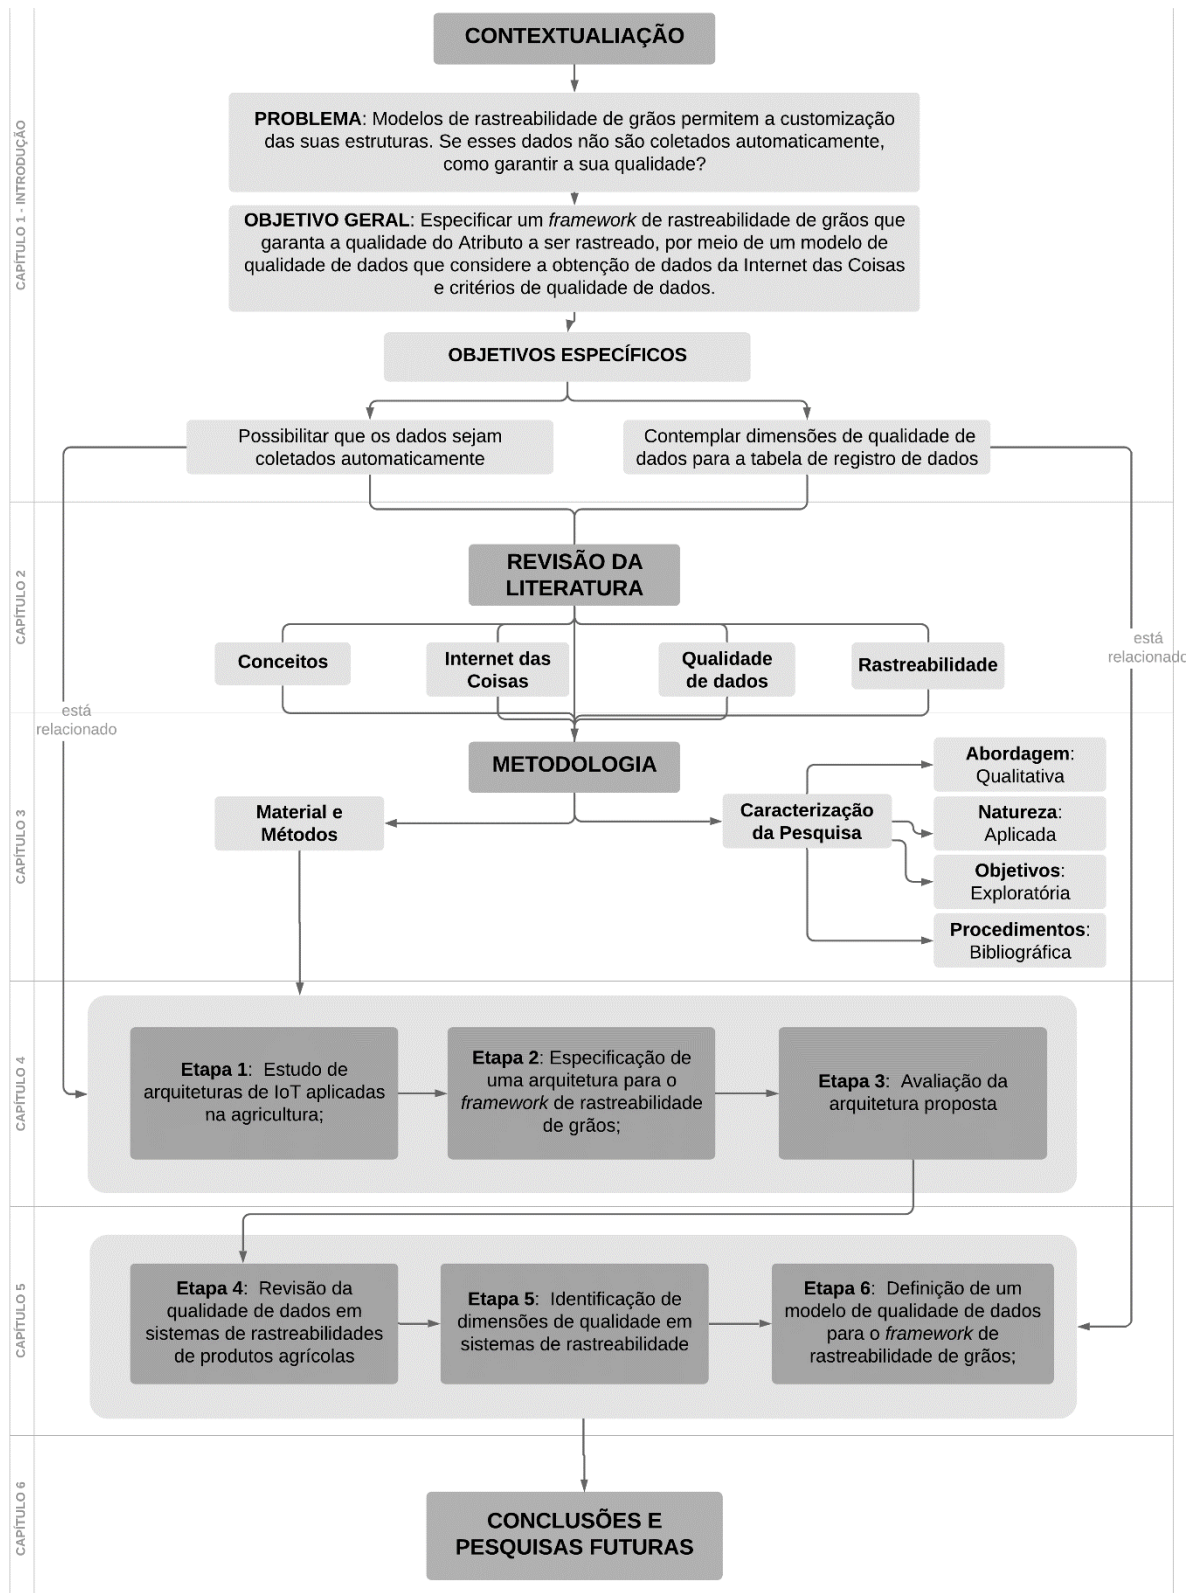 CONTEXTUALIAÇÃO
CAPÍTULO 1 - INTRODUÇÃO
PROBLEMA: Modelos de rastreabilidade de grãos permitem a customização
das suas estruturas. Se esses dados não são coletados automaticamente,
como garantir a sua qualidade?
OBJETIVO GERAL: Especificar um framework de rastreabilidade de grãos que
garanta a qualidade do Atributo a ser rastreado, por meio de um modelo de
qualidade de dados que considere a obtenção de dados da Internet das Coisas
e critérios de qualidade de dados.
OBJETIVOS ESPECÍFICOS
Possibilitar que os dados sejam
coletados automaticamente
Contemplar dimensões de qualidade de
dados para a tabela de registro de dados
CAPÍTULO 2
REVISÃO DA
LITERATURA
Conceitos
Internet das
Coisas
Qualidade
de dados
Rastreabilidade
está
relacionado
está
relacionado
CAPÍTULO 3
METODOLOGIA
Material e
Métodos
Caracterização
da Pesquisa
Abordagem:
Qualitativa
Natureza:
Aplicada
Objetivos:
Exploratória
Procedimentos:
Bibliográfica
CAPÍTULO 4
Etapa 1: Estudo de
arquiteturas de IoT aplicadas
na agricultura;
Etapa 2: Especificação de
uma arquitetura para o
framework de rastreabilidade
de grãos;
Etapa 3: Avaliação da
arquitetura proposta
CAPÍTULO 5
Etapa 4: Revisão da
qualidade de dados em
sistemas de rastreabilidades
de produtos agrícolas
Etapa 5: Identificação de
dimensões de qualidade em
sistemas de rastreabilidade
Etapa 6: Definição de um
modelo de qualidade de dados
para o framework de
rastreabilidade de grãos;
CAPÍTULO 6
CONCLUSÕES E
PESQUISAS FUTURAS